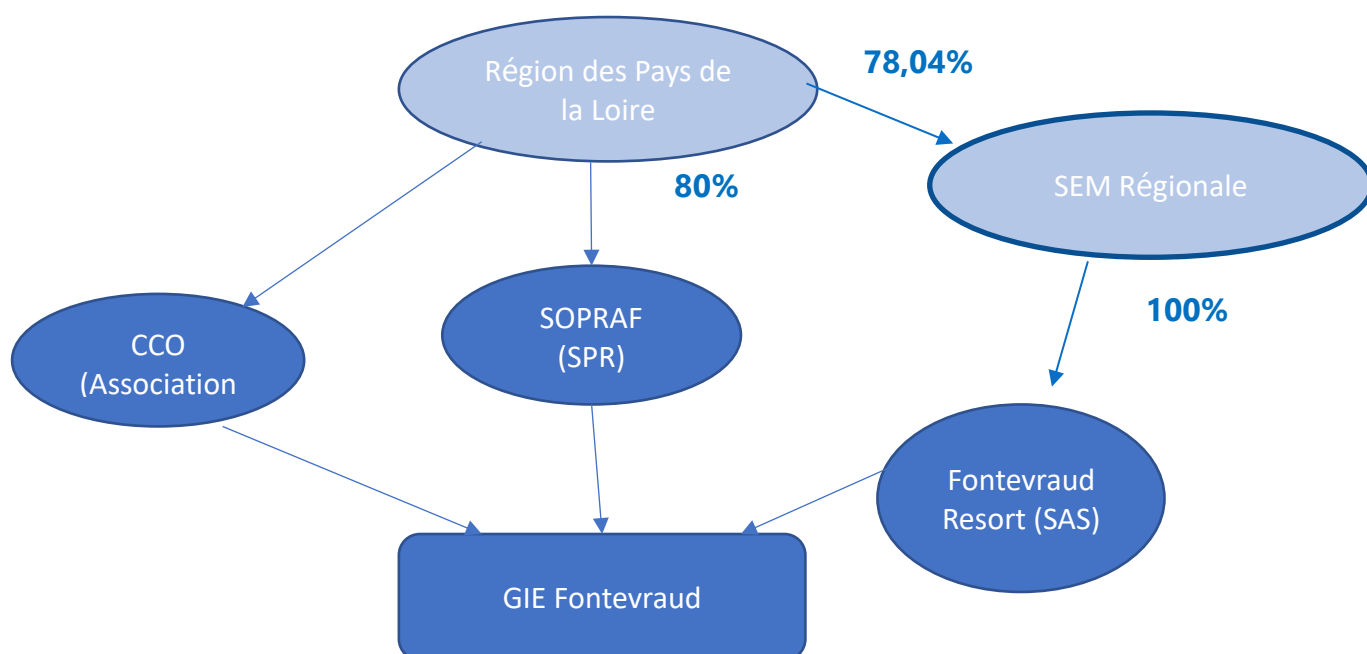 Région des Pays de
la Loire
78,04%
80%
SEM Régionale
100%
CCO
(Association
SOPRAF
(SPR)
Fontevraud
Resort (SAS)
GIE Fontevraud